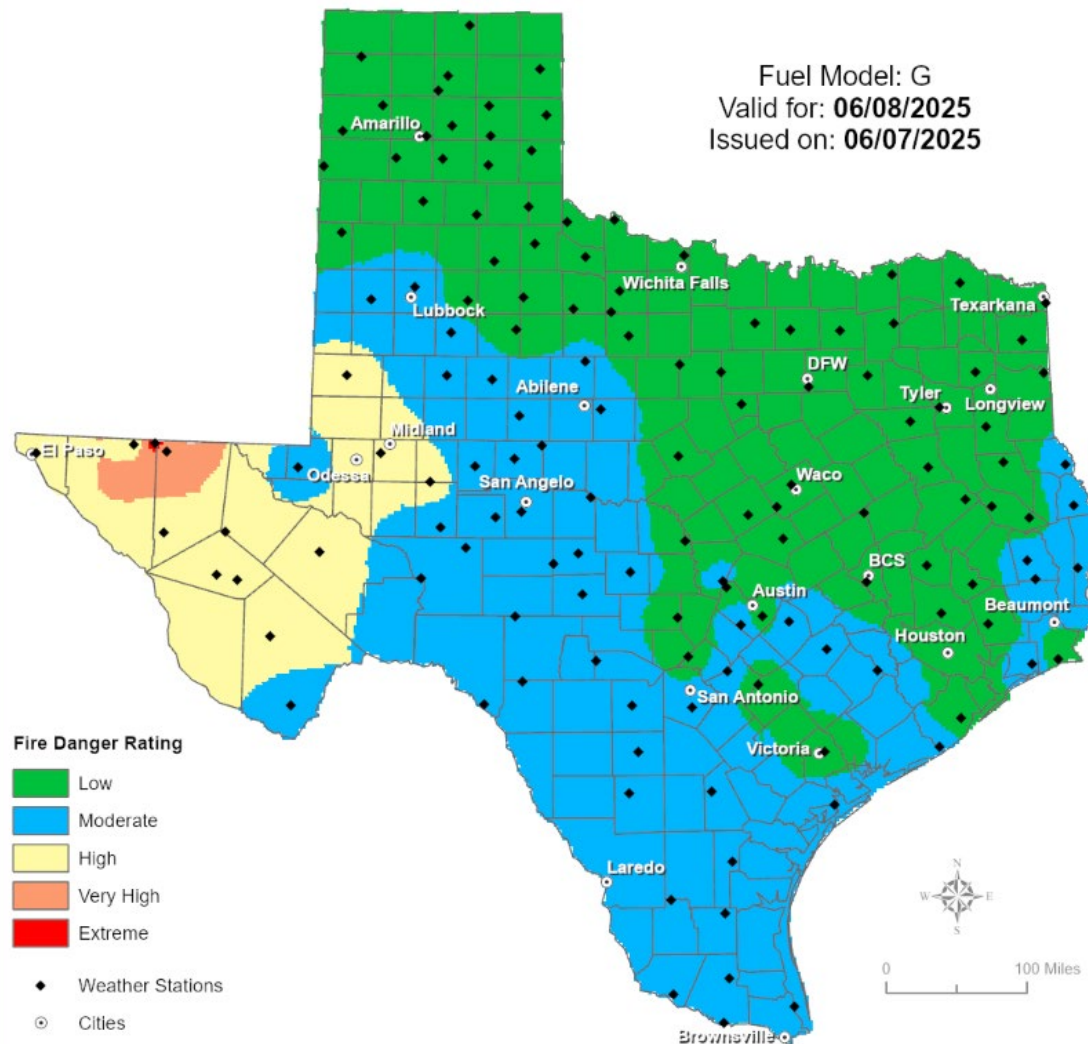 Fuel Model: G
Valid for: 06/08/2025
Issued on: 06/07/2025
Amarillo
Wichita Falls
Lubbock
Texarkana
DFW
Abilene
Tyler
Longview
Midland
El Paso
Odessa
San Angelo
Waco
BCS
Austin
Beaumont
Houston
San Antonio
Victoria
Laredo
Brownsville
Fire Danger Rating
Low
Moderate
High
Very High
Extreme
Weather Stations
Cities
N
W E
S
0 100 Miles